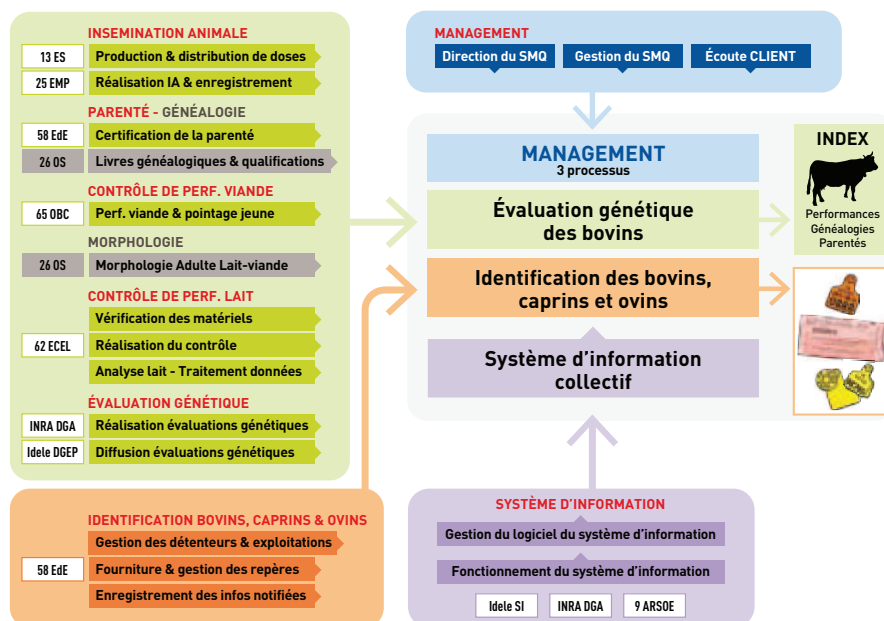 INSEMINATION ANIMALE
13 ES
Production & distribution de doses
25 EMP
Réalisation IA & enregistrement
PARENTÉ - GÉNÉALOGIE
58 EdE
Certification de la parenté
26 OS
Livres généalogiques & qualifications
CONTRÔLE DE PERF. VIANDE
65 OBC
Perf. viande & pointage jeune
MORPHOLOGIE
26 OS
Morphologie Adulte Lait-viande
CONTRÔLE DE PERF. LAIT
Vérification des matériels
62 ECEL
Réalisation du contrôle
Analyse lait - Traitement données
ÉVALUATION GÉNÉTIQUE
INRA DGA
Réalisation évaluations génétiques
Idele DGEP
Diffusion évaluations génétiques
IDENTIFICATION BOVINS, CAPRINS & OVINS
Gestion des détenteurs & exploitations
58 EdE
Fourniture & gestion des repères
Enregistrement des infos notifiées
MANAGEMENT
Direction du SMQ
Gestion du SMQ
Écoute CLIENT
MANAGEMENT
3 processus
Évaluation génétique
des bovins
Identification des bovins,
caprins et ovins
Système d'information
collectif
INDEX
Performances
Généalogies
Parentés
SYSTÈME D'INFORMATION
Gestion du logiciel du système d'information
Fonctionnement du système d'information
Idele SI
INRA DGA
9 ARSOE